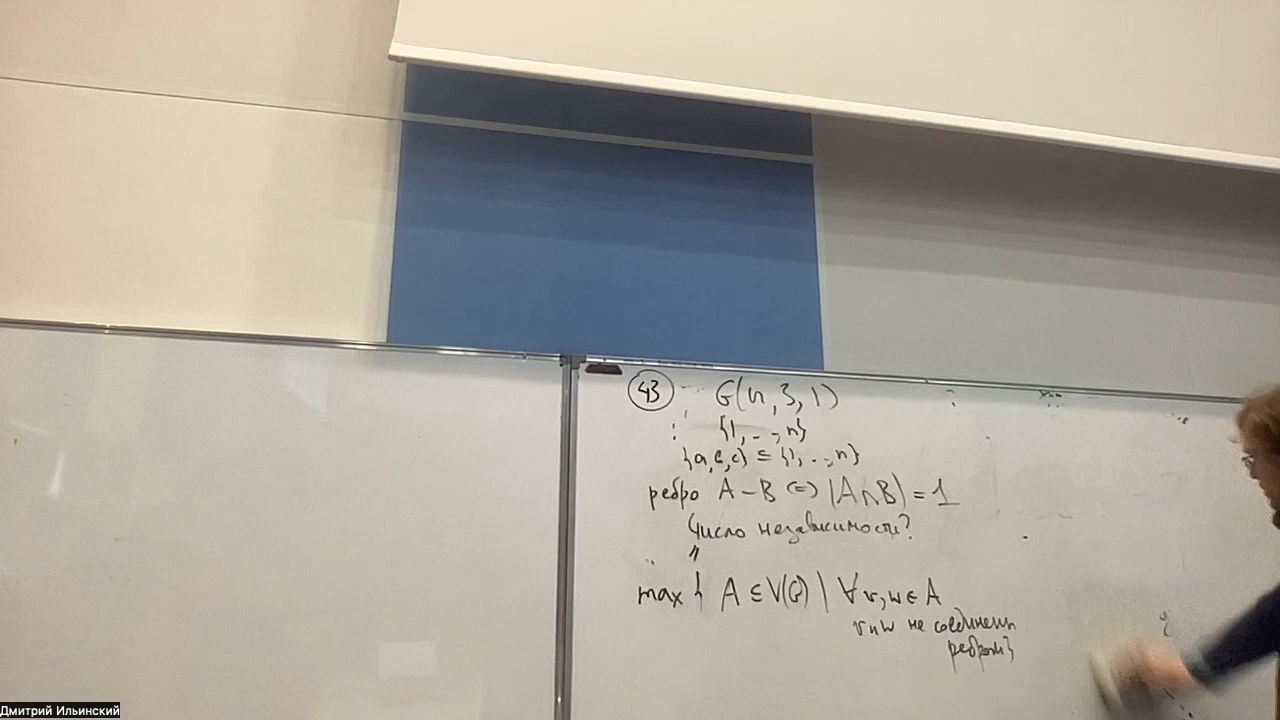 43 G(n, 3, 1)
{1, .., n}
{a, b, c} ⊆ {1, .., n}
ребро A – B ⇔ |A ∩ B| = 1
Число независимости?
"
max { A ⊆ V(G) | ∀ v, w ∈ A
v и w не соединены
ребром}
Дмитрий Ильинский